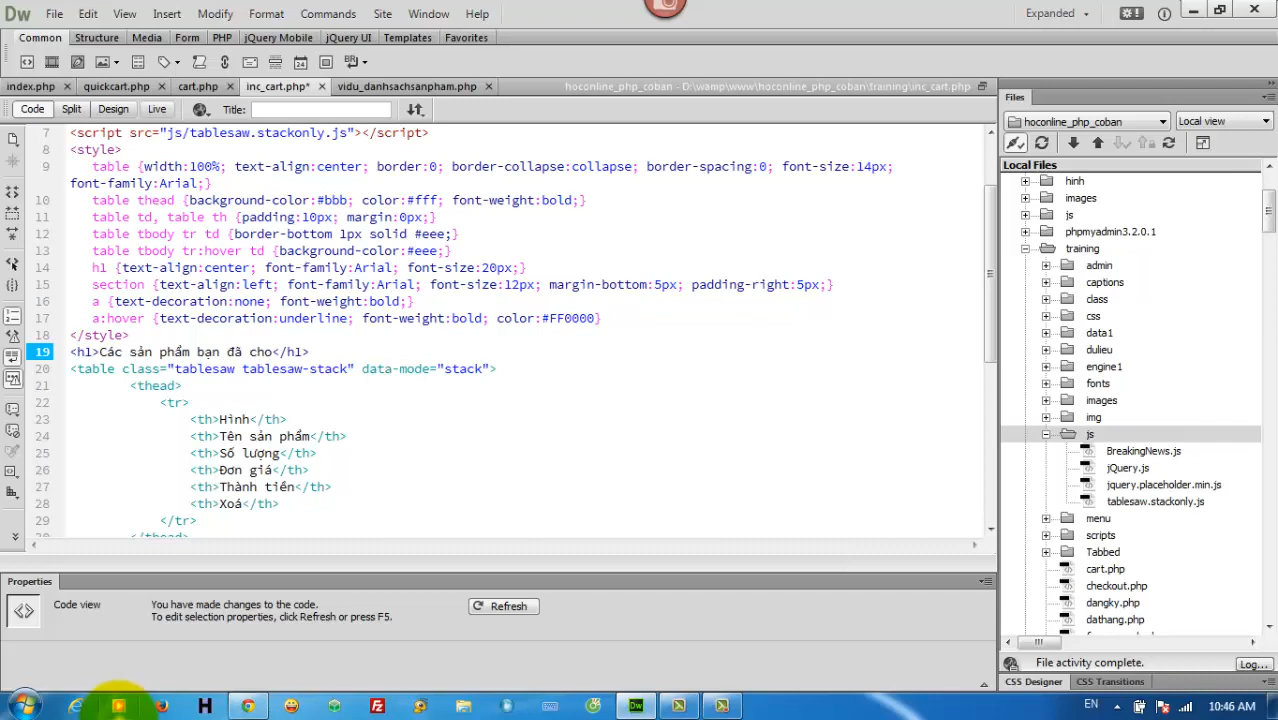 Dw File Edit View Insert Modify Format Commands Site Window Help Expanded
Common Structure Media Form PHP jQuery Mobile jQuery UI Templates Favorites
index.php quickcart.php cart.php inc_cart.php* vidu_danhsachsanpham.php hoconline_php_coban - D:\wamp\www\hoconline_php_coban\training\inc_cart.php
Code Split Design Live Title:
7 <script src="js/tablesaw.stackonly.js"></script>
8 <style>
9 table {width:100%; text-align:center; border:0; border-collapse:collapse; border-spacing:0; font-size:14px;
font-family:Arial;}
10 table thead {background-color:#bbb; color:#fff; font-weight:bold;}
11 table td, table th {padding:10px; margin:0px;}
12 table tbody tr td {border-bottom 1px solid #eee;}
13 table tbody tr:hover td {background-color:#eee;}
14 h1 {text-align:center; font-family:Arial; font-size:20px;}
15 section {text-align:left; font-family:Arial; font-size:12px; margin-bottom:5px; padding-right:5px;}
16 a {text-decoration:none; font-weight:bold;}
17 a:hover {text-decoration:underline; font-weight:bold; color:#FF0000}
18 </style>
19 <h1>Các sản phẩm bạn đã cho</h1>
20 <table class="tablesaw tablesaw-stack" data-mode="stack">
21 <thead>
22 <tr>
23 <th>Hình</th>
24 <th>Tên sản phẩm</th>
25 <th>Số lượng</th>
26 <th>Đơn giá</th>
27 <th>Thành tiền</th>
28 <th>Xoá</th>
29 </tr>
</thead>
Properties
Code view You have made changes to the code.
To edit selection properties, click Refresh or press F5.
Refresh
Files
hoconline_php_coban Local view
Local Files
hinh
images
js
phpmyadmin3.2.0.1
training
admin
captions
class
css
data1
dulieu
engine1
fonts
images
img
js
BreakingNews.js
jQuery.js
jquery.placeholder.min.js
tablesaw.stackonly.js
menu
scripts
Tabbed
cart.php
checkout.php
dangky.php
dathang.php
File activity complete. Log...
CSS Designer CSS Transitions
H Dw EN 10:46 AM